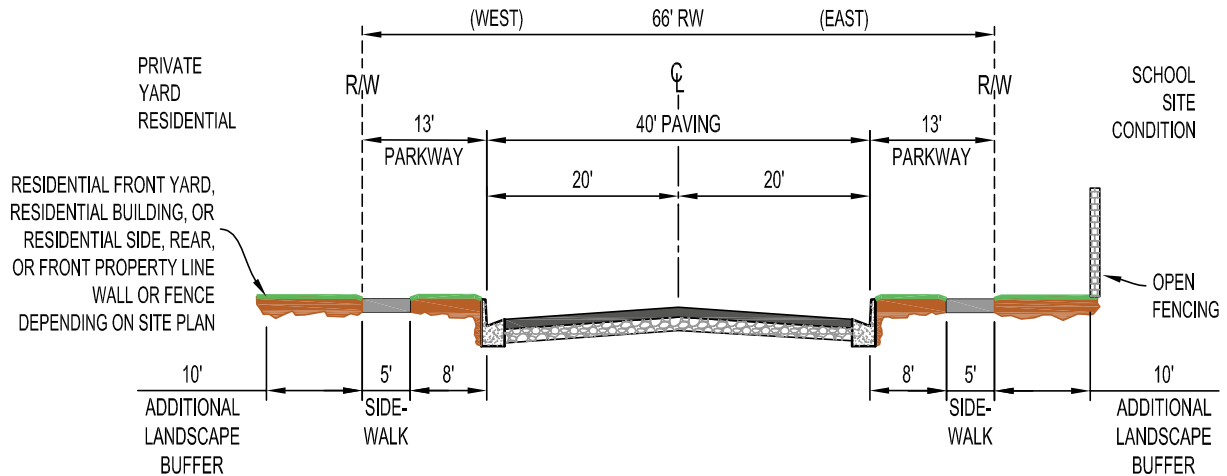 (WEST)
66' RW
(EAST)
PRIVATE
YARD
RESIDENTIAL
R/W
CL
R/W
SCHOOL
SITE
CONDITION
13'
PARKWAY
40' PAVING
13'
PARKWAY
20'
20'
RESIDENTIAL FRONT YARD,
RESIDENTIAL BUILDING, OR
RESIDENTIAL SIDE, REAR,
OR FRONT PROPERTY LINE
WALL OR FENCE
DEPENDING ON SITE PLAN
OPEN
FENCING
10'
ADDITIONAL
LANDSCAPE
BUFFER
5'
SIDE-
WALK
8'
8'
5'
SIDE-
WALK
10'
ADDITIONAL
LANDSCAPE
BUFFER